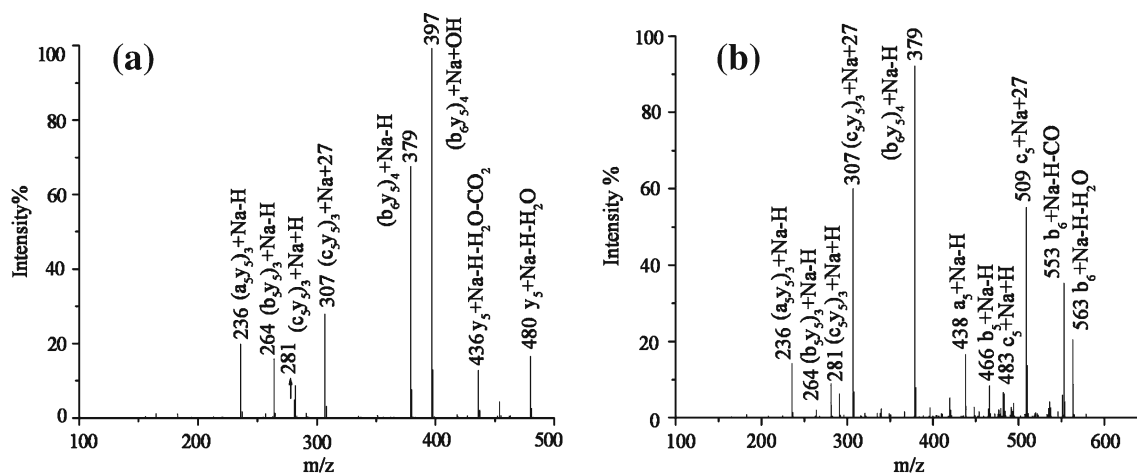 (a)
Intensity%
100
80
60
40
20
0
236 (a₅y₅)₃+Na-H
264 (b₅y₅)₃+Na-H
281 (c₅y₅)₃+Na+H
307 (c₅y₅)₃+Na+27
(b₆y₅)₄+Na-H
379
397
(b₆y₅)₄+Na+OH
436 y₅+Na-H-H₂O-CO₂
480 y₅+Na-H-H₂O
100
200
300
400
500
m/z
(b)
Intensity%
100
80
60
40
20
0
236 (a₅y₅)₃+Na-H
264 (b₅y₅)₃+Na-H
281 (c₅y₅)₃+Na+H
307 (c₅y₅)₃+Na+27
(b₆y₅)₄+Na-H
379
438 a₅+Na-H
466 b₅+Na-H
483 c₅+Na+H
509 c₅+Na+27
553 b₆+Na-H-CO
563 b₆+Na-H-H₂O
100
200
300
400
500
600
m/z